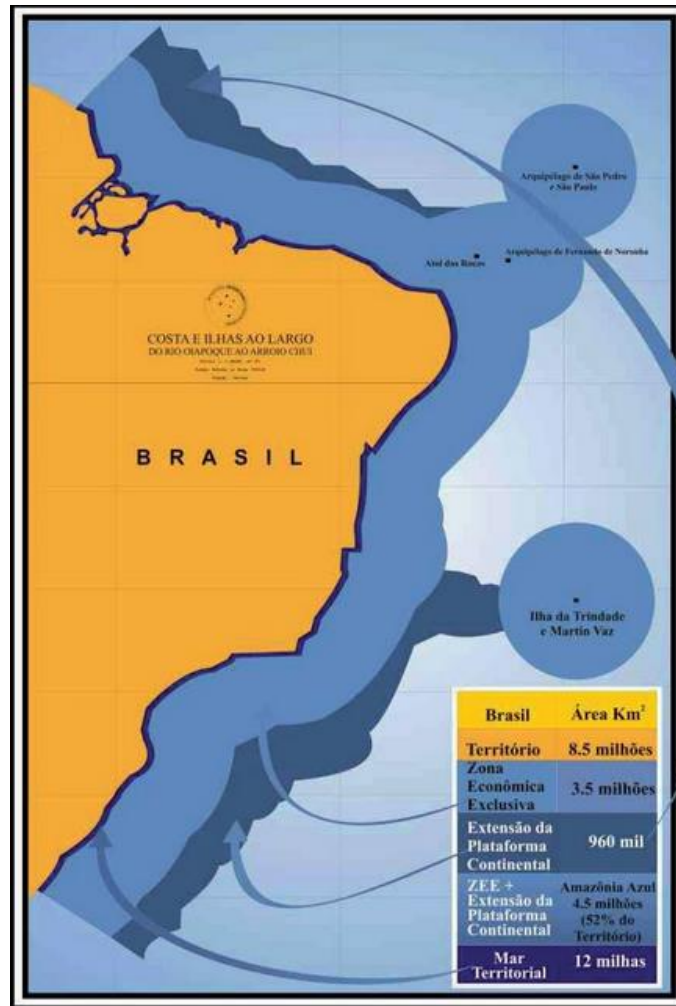 Arquipélago de São Pedro
e São Paulo
Atol das Rocas
Arquipélago de Fernando de Noronha
COSTA E ILHAS AO LARGO
DO RIO OIAPOQUE AO ARROIO CHUI
BRASIL
Ilha da Trindade
e Martin Vaz
Brasil Área Km²
Território 8.5 milhões
Zona
Econômica
Exclusiva
3.5 milhões
Extensão da
Plataforma
Continental
960 mil
ZEE +
Extensão da
Plataforma
Continental
Amazônia Azul
4.5 milhões
(52% do
Território)
Mar
Territorial
12 milhas